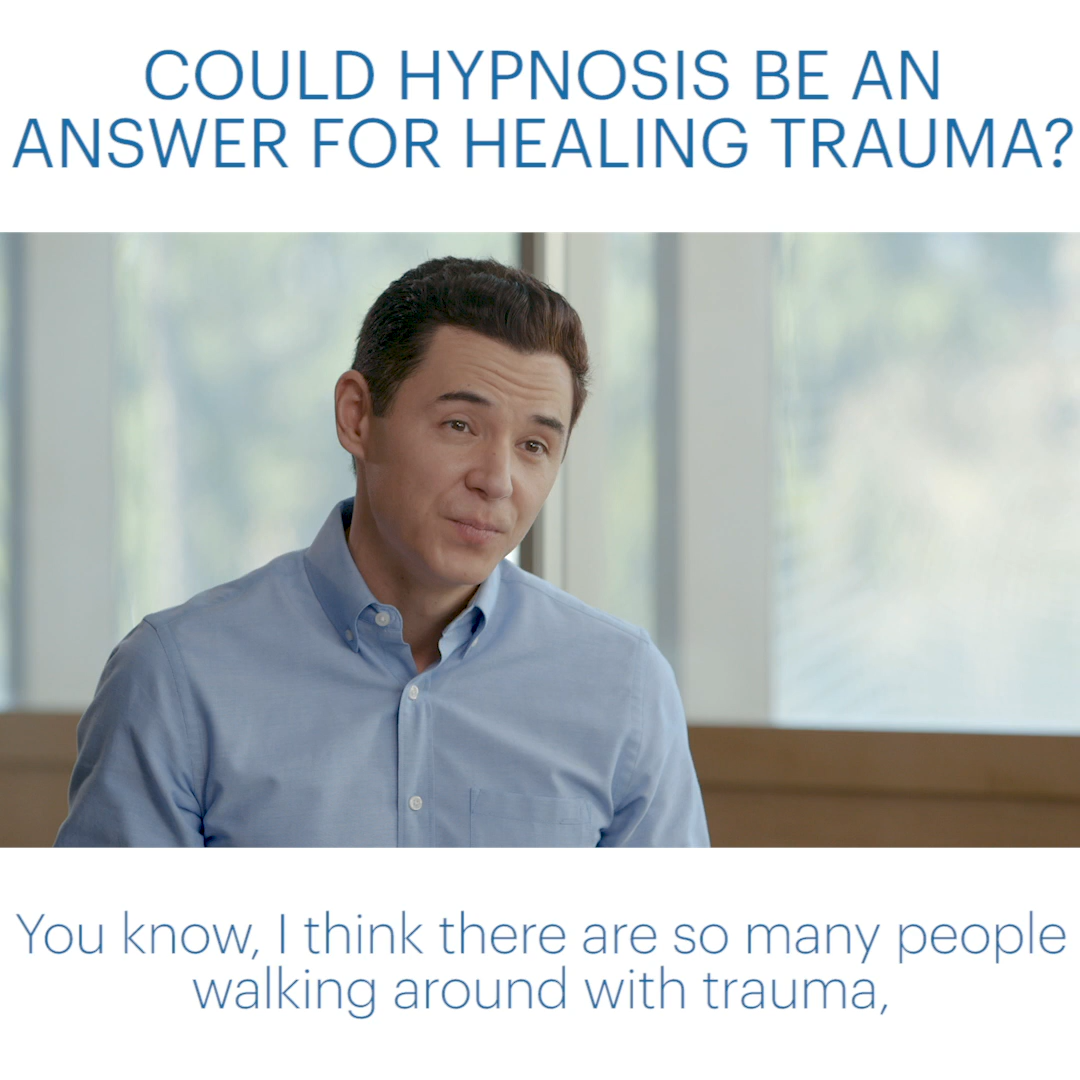 COULD HYPNOSIS BE AN
ANSWER FOR HEALING TRAUMA?
You know, I think there are so many people
walking around with trauma,